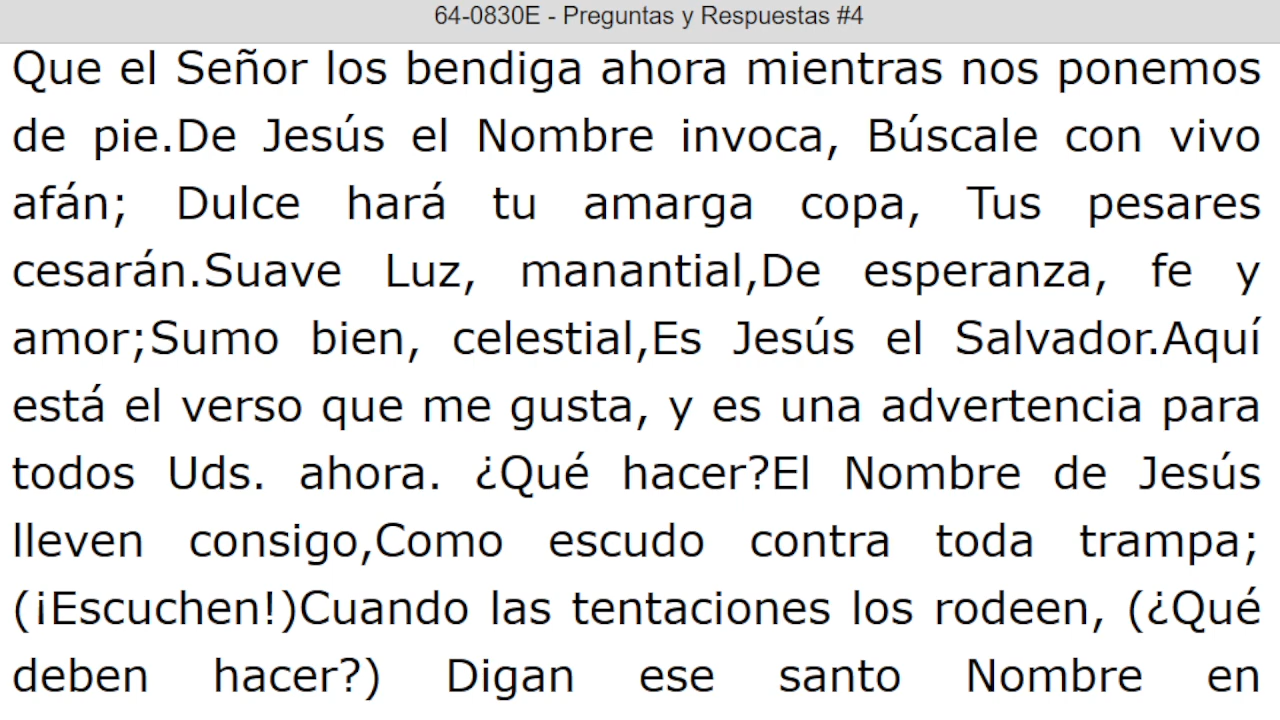 64-0830E - Preguntas y Respuestas #4
Que el Señor los bendiga ahora mientras nos ponemos
de pie.De Jesús el Nombre invoca, Búscale con vivo
afán; Dulce hará tu amarga copa, Tus pesares
cesarán.Suave Luz, manantial,De esperanza, fe y
amor;Sumo bien, celestial,Es Jesús el Salvador.Aquí
está el verso que me gusta, y es una advertencia para
todos Uds. ahora. ¿Qué hacer?El Nombre de Jesús
lleven consigo,Como escudo contra toda trampa;
(¡Escuchen!)Cuando las tentaciones los rodeen, (¿Qué
deben hacer?) Digan ese santo Nombre en